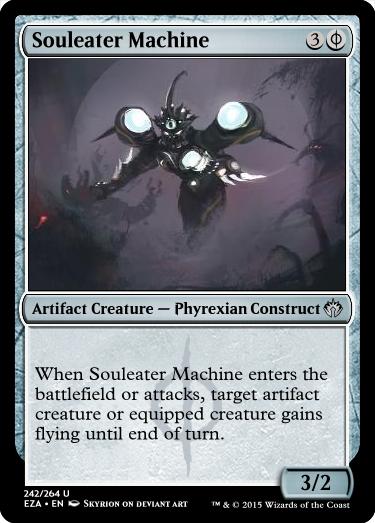 Souleater Machine 3
Artifact Creature — Phyrexian Construct
When Souleater Machine enters the
battlefield or attacks, target artifact
creature or equipped creature gains
flying until end of turn.
3/2
242/264 U
EZA • EN SKYRION ON DEVIANT ART ™ & © 2015 Wizards of the Coast